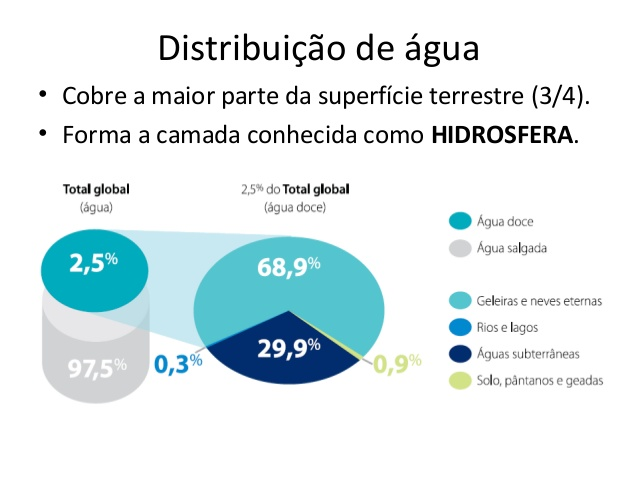 Distribuição de água
• Cobre a maior parte da superfície terrestre (3/4).
• Forma a camada conhecida como HIDROSFERA.
Total global
(água)
2,5% do Total global
(água doce)
2,5%
97,5%
68,9%
0,3%
29,9%
0,9%
Água doce
Água salgada
Geleiras e neves eternas
Rios e lagos
Águas subterrâneas
Solo, pântanos e geadas